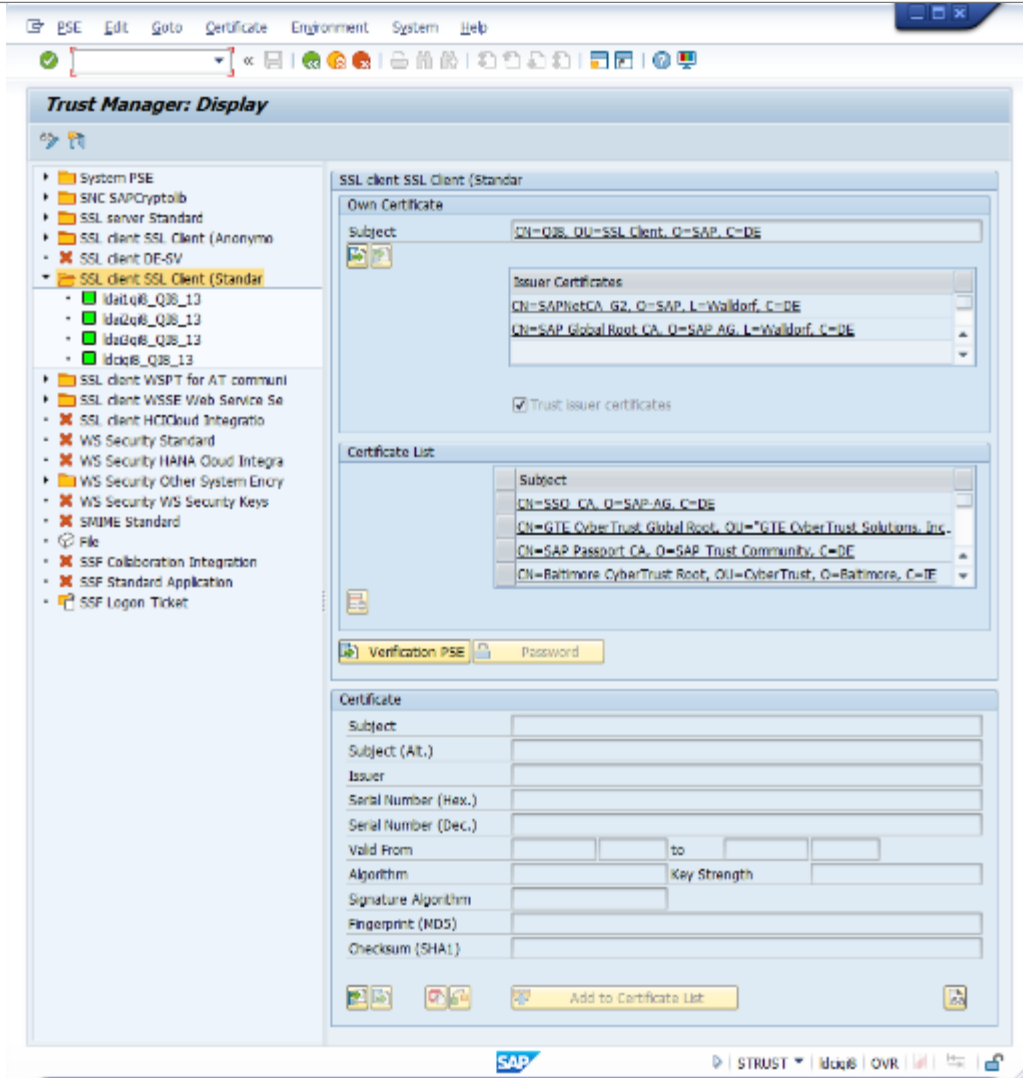 PSE Edit Goto Certificate Environment System Help
Trust Manager: Display
System PSE
SNC SAPCryptolib
SSL server Standard
SSL client SSL Client (Anonymo
SSL client DE-SV
SSL client SSL Client (Standar
ldai1qi8_QI8_13
ldai2qi8_QI8_13
ldai3qi8_QI8_13
ldciqi8_QI8_13
SSL client WSPT for AT communi
SSL client WSSE Web Service Se
SSL client HCICloud Integratio
WS Security Standard
WS Security HANA Cloud Integra
WS Security Other System Encry
WS Security WS Security Keys
SMIME Standard
File
SSF Collaboration Integration
SSF Standard Application
SSF Logon Ticket
SSL client SSL Client (Standar
Own Certificate
Subject CN=QI8, OU=SSL Client, O=SAP, C=DE
Issuer Certificates
CN=SAPNetCA_G2, O=SAP, L=Walldorf, C=DE
CN=SAP Global Root CA, O=SAP AG, L=Walldorf, C=DE
Trust issuer certificates
Certificate List
Subject
CN=SSO_CA, O=SAP-AG, C=DE
CN=GTE CyberTrust Global Root, OU="GTE CyberTrust Solutions, Inc.
CN=SAP Passport CA, O=SAP Trust Community, C=DE
CN=Baltimore CyberTrust Root, OU=CyberTrust, O=Baltimore, C=IE
Verification PSE Password
Certificate
Subject
Subject (Alt.)
Issuer
Serial Number (Hex.)
Serial Number (Dec.)
Valid From to
Algorithm Key Strength
Signature Algorithm
Fingerprint (MD5)
Checksum (SHA1)
Add to Certificate List
SAP STRUST ldciqi8 OVR